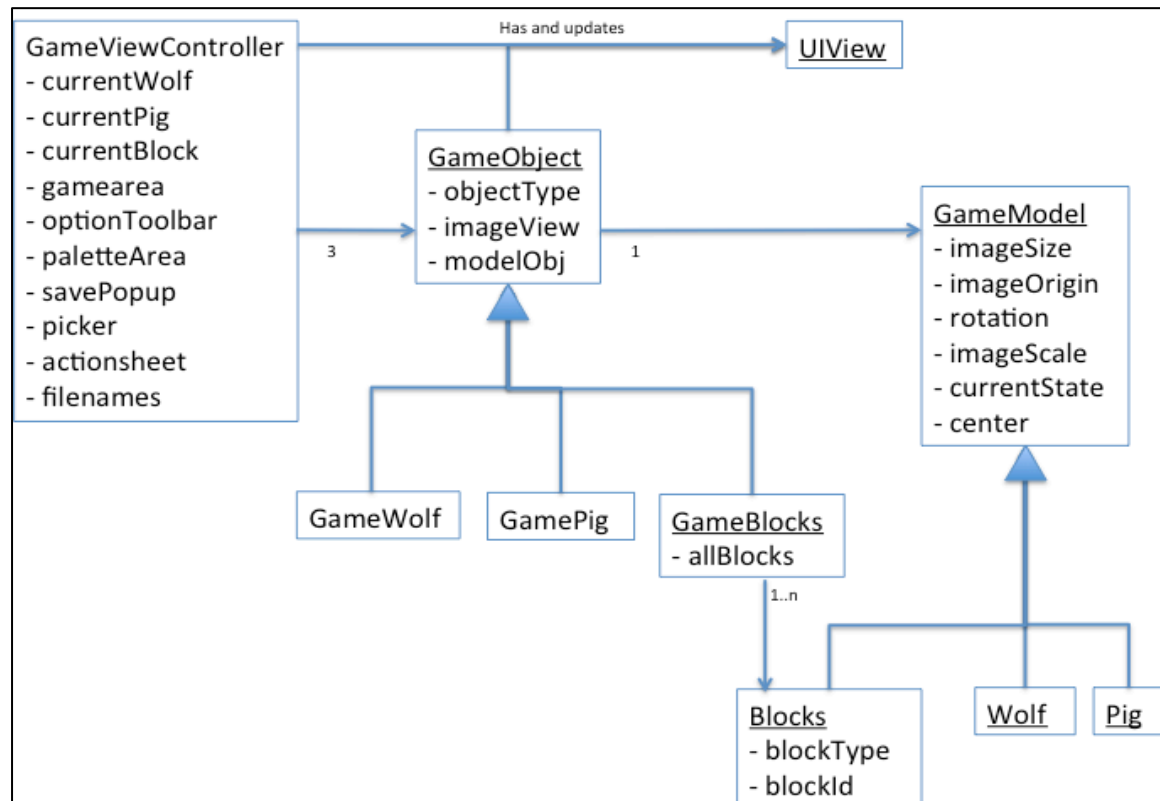 Has and updates
GameViewController
- currentWolf
- currentPig
- currentBlock
- gamearea
- optionToolbar
- paletteArea
- savePopup
- picker
- actionsheet
- filenames
UIView
GameObject
- objectType
- imageView
- modelObj
3
1
GameModel
- imageSize
- imageOrigin
- rotation
- imageScale
- currentState
- center
GameWolf
GamePig
GameBlocks
- allBlocks
1..n
Blocks
- blockType
- blockId
Wolf
Pig